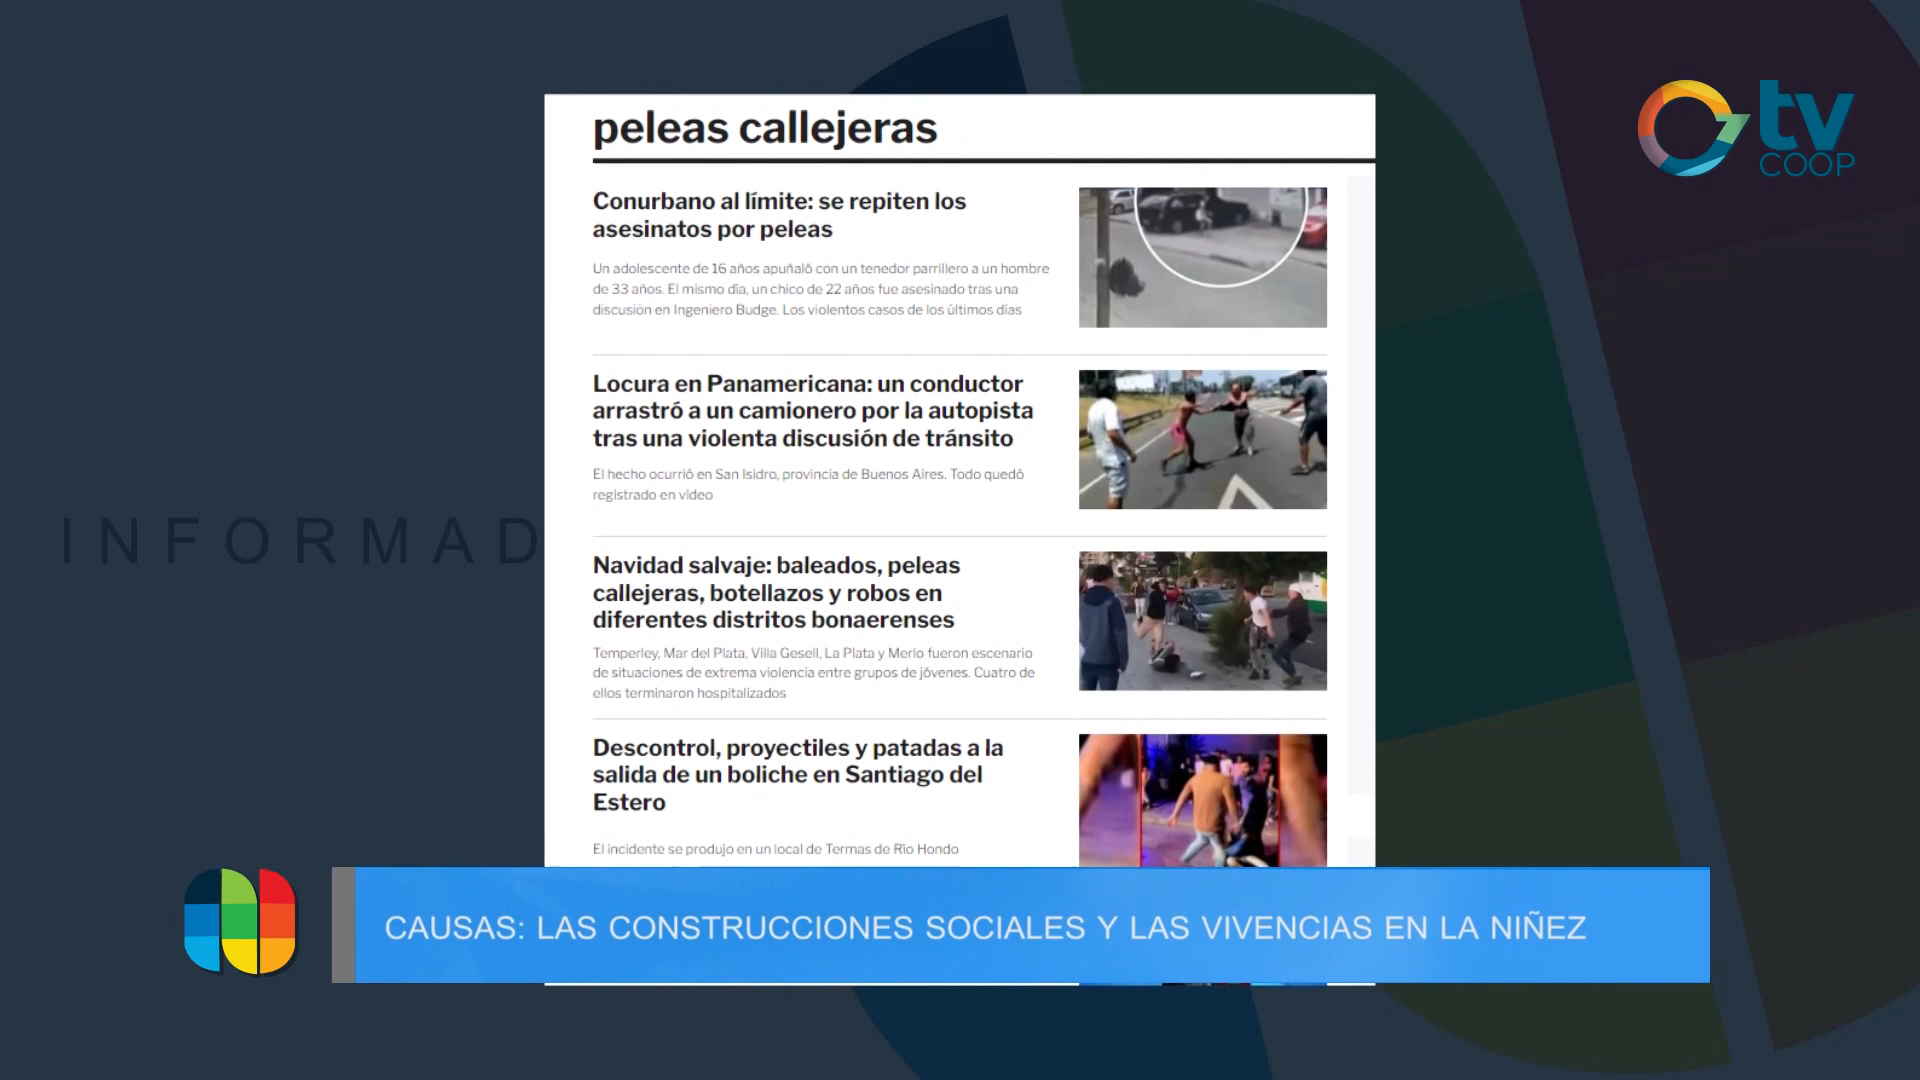 peleas callejeras
tv
COOP
Conurbano al límite: se repiten los
asesinatos por peleas
Un adolescente de 16 años apuñaló con un tenedor parrillero a un hombre
de 33 años. El mismo día, un chico de 22 años fue asesinado tras una
discusión en Ingeniero Budge. Los violentos casos de los últimos días
Locura en Panamericana: un conductor
arrastró a un camionero por la autopista
tras una violenta discusión de tránsito
El hecho ocurrió en San Isidro, provincia de Buenos Aires. Todo quedó
registrado en video
INFORMAD
Navidad salvaje: baleados, peleas
callejeras, botellazos y robos en
diferentes distritos bonaerenses
Temperley, Mar del Plata, Villa Gesell, La Plata y Merlo fueron escenario
de situaciones de extrema violencia entre grupos de jóvenes. Cuatro de
ellos terminaron hospitalizados
Descontrol, proyectiles y patadas a la
salida de un boliche en Santiago del
Estero
El incidente se produjo en un local de Termas de Río Hondo
CAUSAS: LAS CONSTRUCCIONES SOCIALES Y LAS VIVENCIAS EN LA NIÑEZ